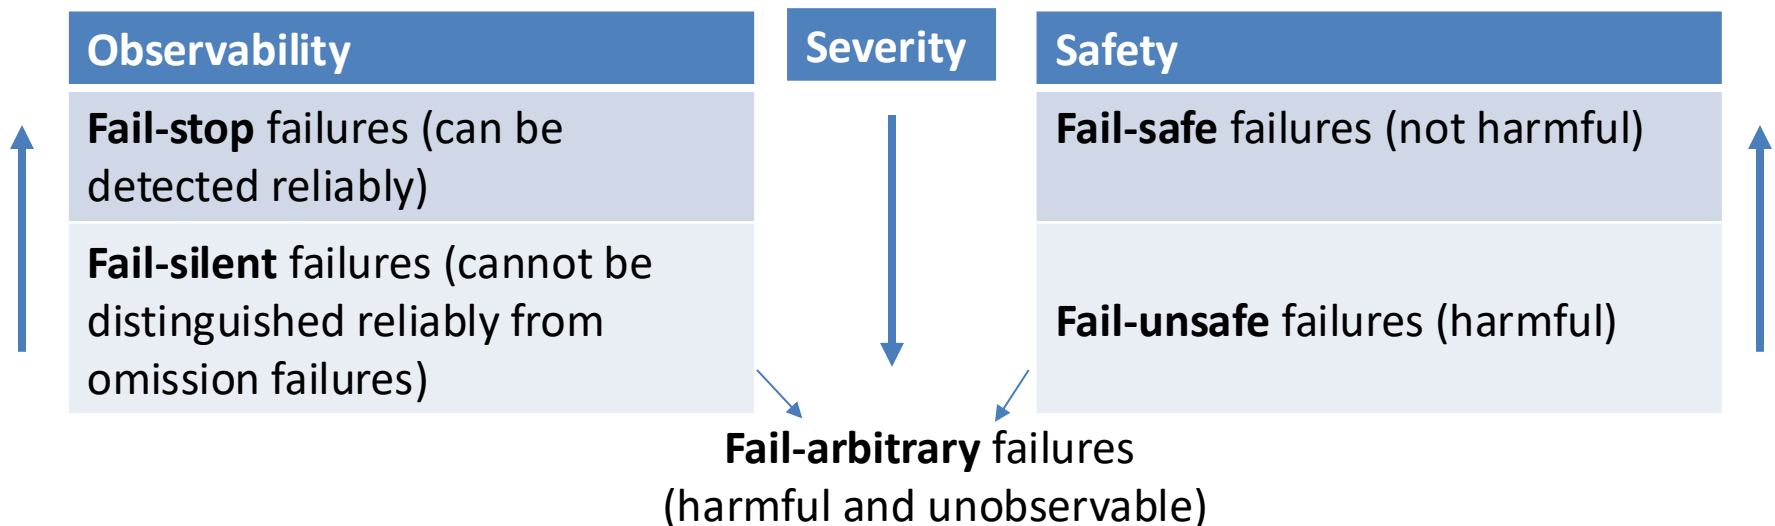 Observability
Fail-stop failures (can be
detected reliably)
Fail-silent failures (cannot be
distinguished reliably from
omission failures)
Severity
Safety
Fail-safe failures (not harmful)
Fail-unsafe failures (harmful)
Fail-arbitrary failures
(harmful and unobservable)